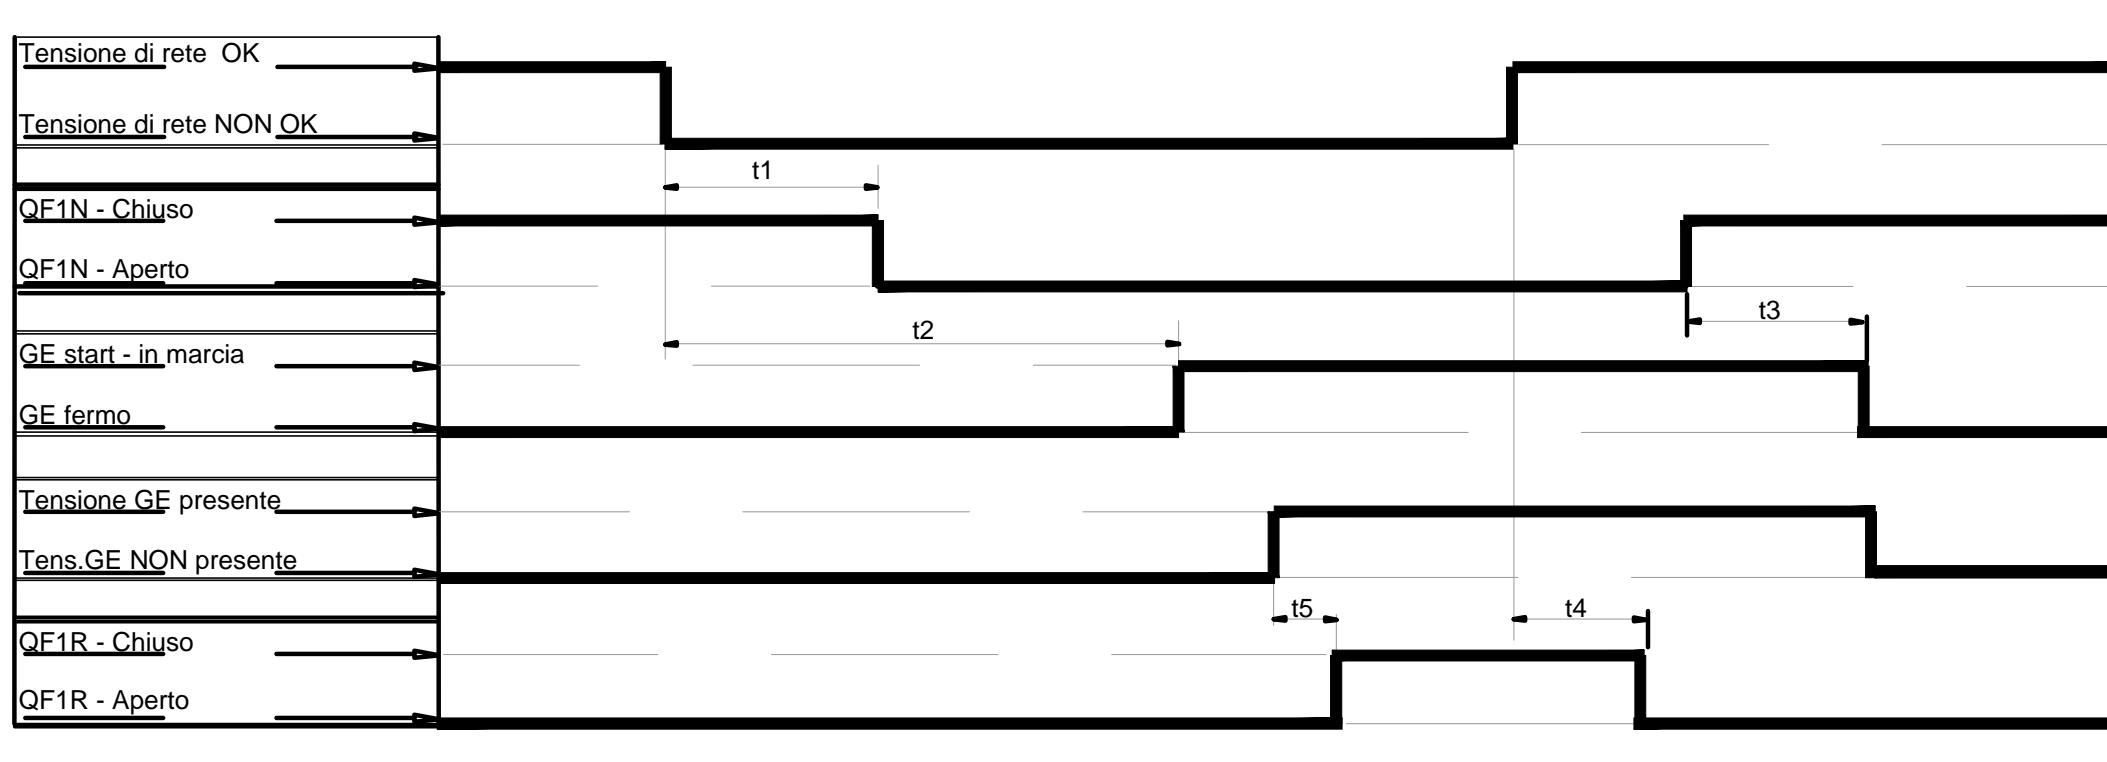 Tensione di rete  OK
Tensione di rete NON OK
t1
QF1N - Chiuso
QF1N - Aperto
t3
t2
GE start - in marcia
GE fermo
Tensione GE presente
Tens.GE NON presente
t5
t4
QF1R - Chiuso
QF1R - Aperto